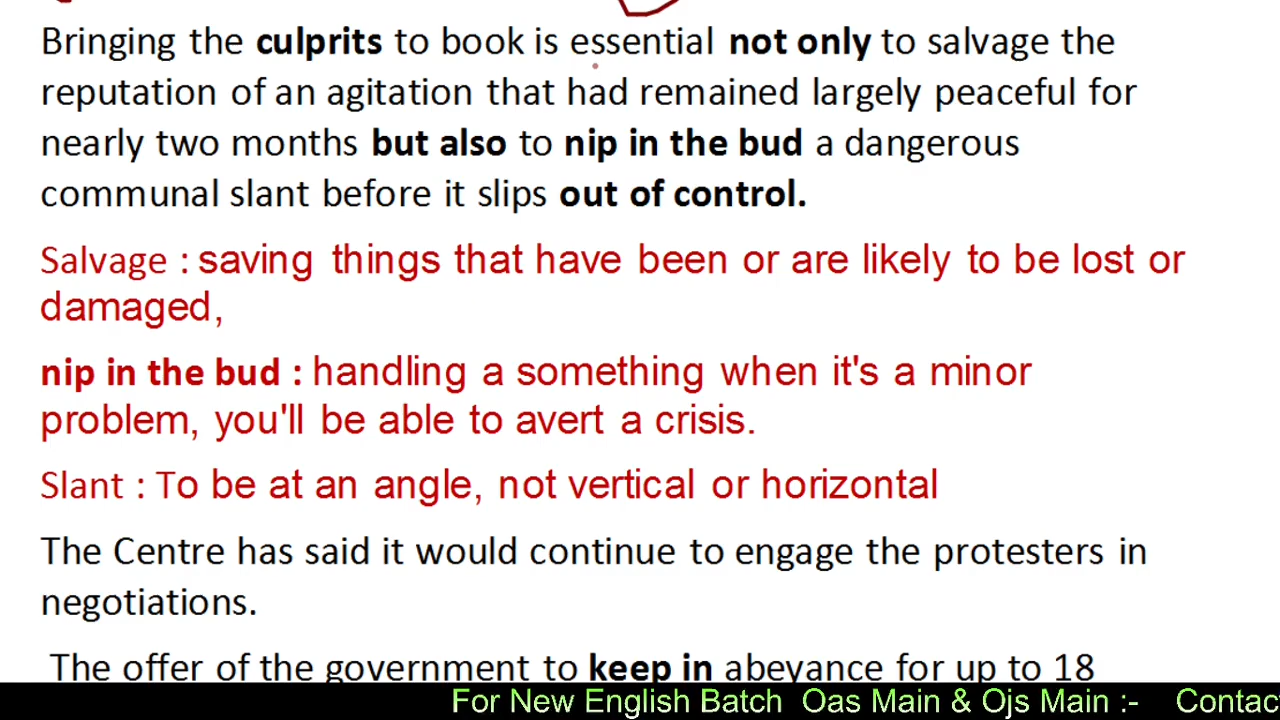 Bringing the culprits to book is essential not only to salvage the
reputation of an agitation that had remained largely peaceful for
nearly two months but also to nip in the bud a dangerous
communal slant before it slips out of control.
Salvage : saving things that have been or are likely to be lost or
damaged,
nip in the bud : handling a something when it's a minor
problem, you'll be able to avert a crisis.
Slant : To be at an angle, not vertical or horizontal
The Centre has said it would continue to engage the protesters in
negotiations.
The offer of the government to keep in abeyance for up to 18
For New English Batch Oas Main & Ojs Main :- Contac